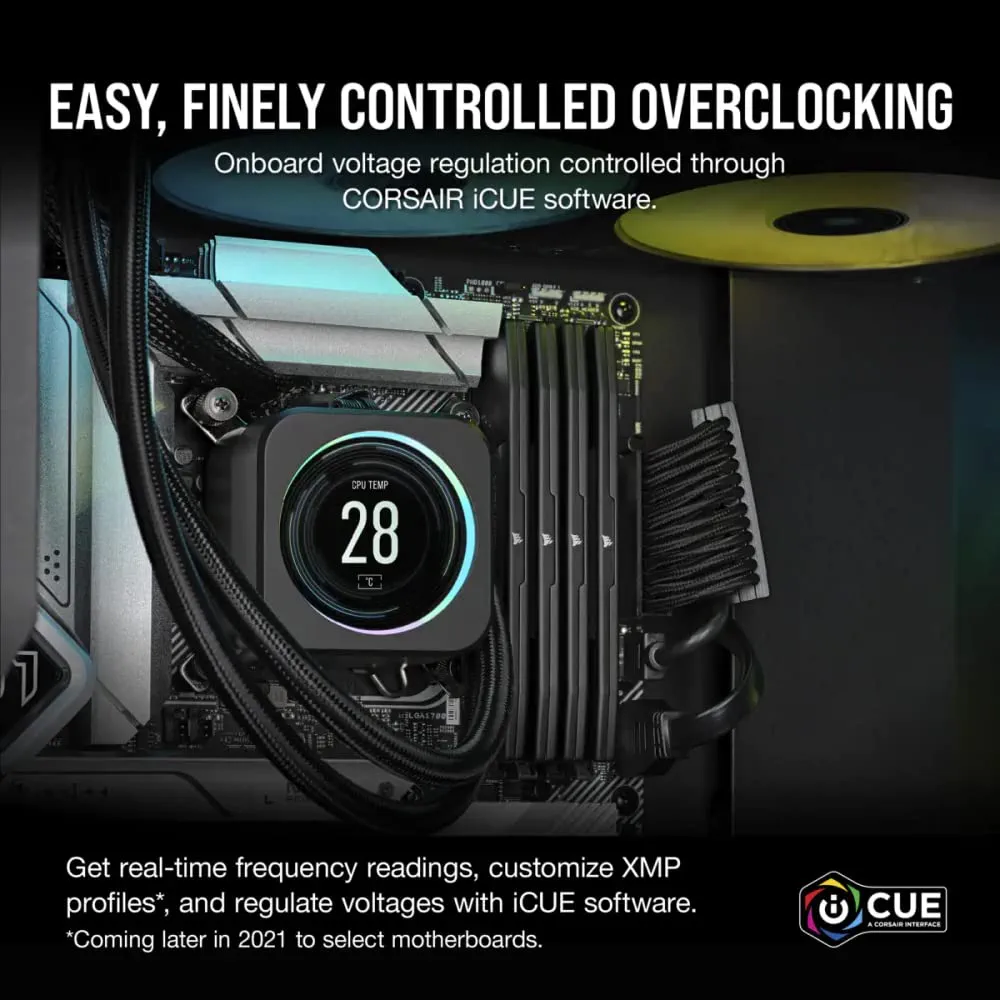 EASY, FINELY CONTROLLED OVERCLOCKING
Onboard voltage regulation controlled through
CORSAIR iCUE software.
CPU TEMP
28
°C
LGA1700
Get real-time frequency readings, customize XMP
profiles*, and regulate voltages with iCUE software.
*Coming later in 2021 to select motherboards.
iCUE
A CORSAIR INTERFACE